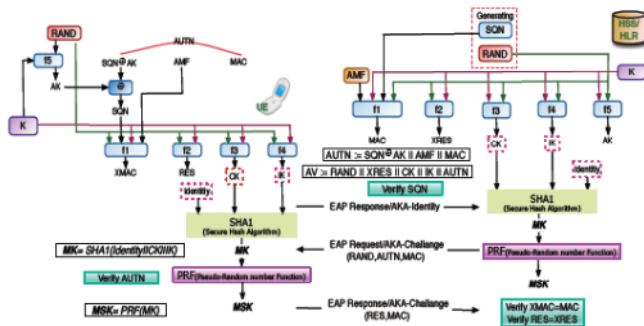 AUTN
RAND
SQN⊕AK
AMF
MAC
f5
AK
⊕
SQN
UE
K
f1
f2
f3
f4
XMAC
RES
CK
IK
Identity
SHA1
(Secure Hash Algorithm)
MK= SHA1(Identity||CK||IK)
MK
PRF(Pseudo-Random number Function)
Verify AUTN
MSK= PRF(MK)
MSK
Generating
SQN
RAND
HSS/
HLR
AMF
K
f1
f2
f3
f4
f5
MAC
XRES
CK
IK
AK
AUTN := SQN⊕AK || AMF || MAC
AV := RAND || XRES || CK || IK || AUTN
Identity
Verify SQN
SHA1
(Secure Hash Algorithm)
EAP Response/AKA-Identity
MK
EAP Request/AKA-Challange
(RAND,AUTN,MAC)
PRF(Pseudo-Random number Function)
MSK
EAP Response/AKA-Challange
(RES,MAC)
Verify XMAC=MAC
Verify RES=XRES